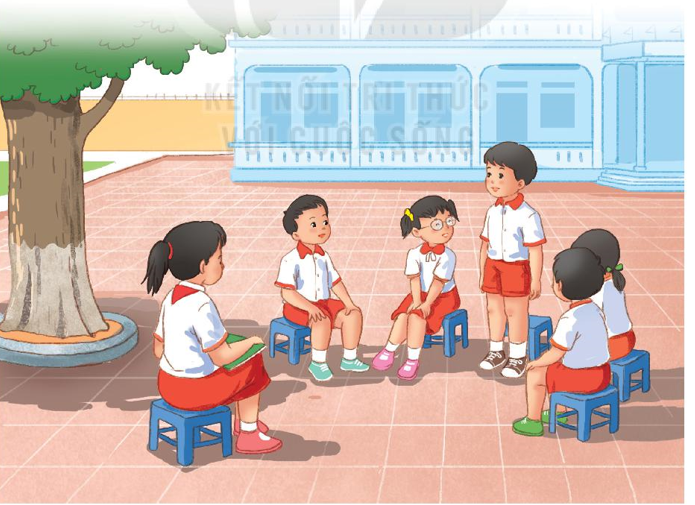 KẾT NỐI TRI THỨC
VỚI CUỘC SỐNG